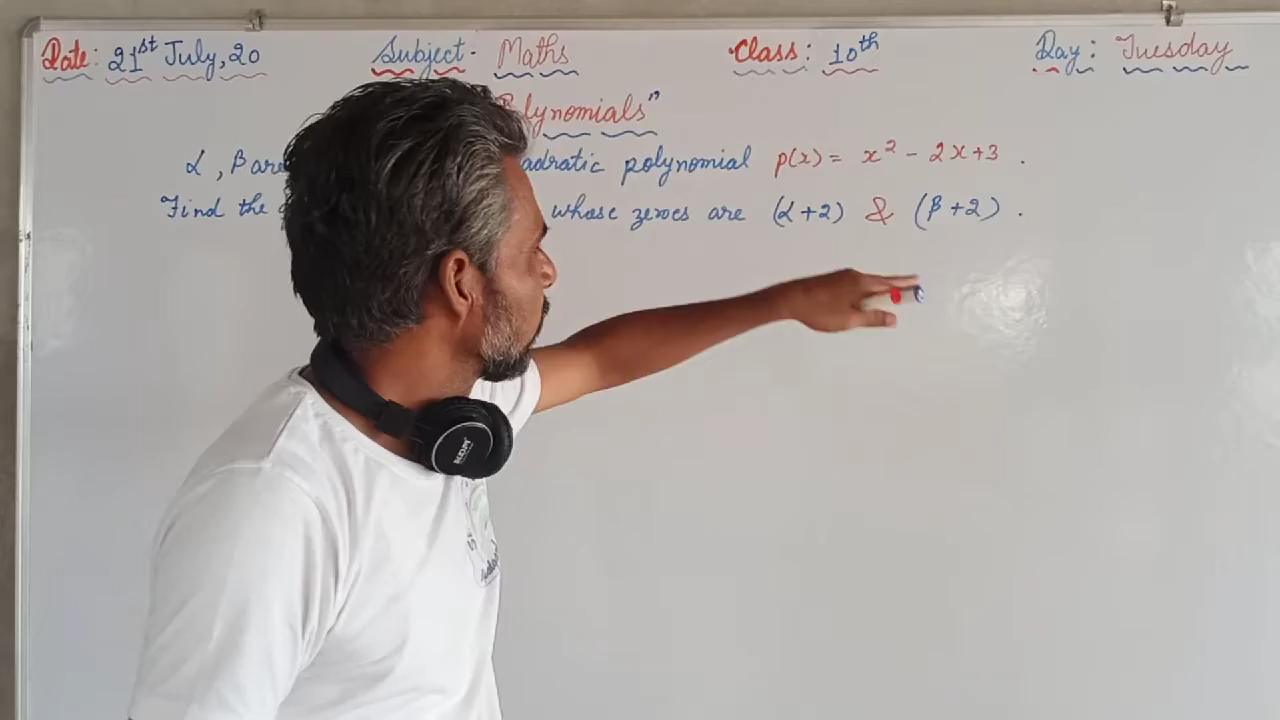 Date: 21st July, 20 Subject- Maths Class: 10th Day: Tuesday
Polynomials"
α, β are quadratic polynomial p(x) = x² - 2x+3 .
Find the whose zeroes are (α+2) & (β+2) .